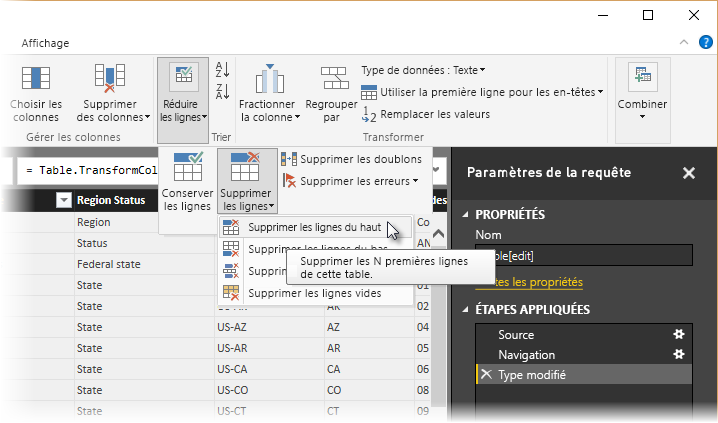 Affichage
Choisir les colonnes
Supprimer des colonnes
Gérer les colonnes
Réduire les lignes
A Z
Z A
Trier
Fractionner la colonne
Regrouper par
Type de données : Texte
Utiliser la première ligne pour les en-têtes
1 2 Remplacer les valeurs
Transformer
Combiner
= Table.TransformCol
Conserver les lignes
Supprimer les lignes
Supprimer les doublons
Supprimer les erreurs
Supprimer les lignes du haut
Supprimer les lignes du bas
Supprimer
Supprimer les lignes vides
Supprimer les N premières lignes
de cette table.
Region Status
des
Region
Co
Status
AN
Federal state
State
01
State
State US-AZ AZ 04
State US-AR AR 05
State US-CA CA 06
State US-CO CO 08
State US-CT CT 09
Paramètres de la requête
PROPRIÉTÉS
Nom
ble[edit]
tes les propriétés
ÉTAPES APPLIQUÉES
Source
Navigation
Type modifié